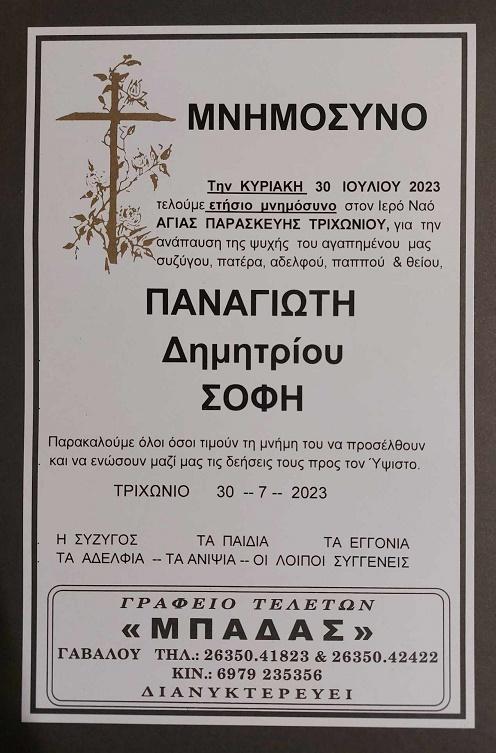 ΜΝΗΜΟΣΥΝΟ
Την ΚΥΡΙΑΚΗ 30 ΙΟΥΛΙΟΥ 2023
τελούμε ετήσιο μνημόσυνο στον Ιερό Ναό
ΑΓΙΑΣ ΠΑΡΑΣΚΕΥΗΣ ΤΡΙΧΩΝΙΟΥ, για την
ανάπαυση της ψυχής του αγαπημένου μας
συζύγου, πατέρα, αδελφού, παππού & θείου,
ΠΑΝΑΓΙΩΤΗ
Δημητρίου
ΣΟΦΗ
Παρακαλούμε όλοι όσοι τιμούν τη μνήμη του να προσέλθουν
και να ενώσουν μαζί μας τις δεήσεις τους προς τον Ύψιστο.
ΤΡΙΧΩΝΙΟ 30 -- 7 -- 2023
Η ΣΥΖΥΓΟΣ ΤΑ ΠΑΙΔΙΑ ΤΑ ΕΓΓΟΝΙΑ
ΤΑ ΑΔΕΛΦΙΑ -- ΤΑ ΑΝΙΨΙΑ -- ΟΙ ΛΟΙΠΟΙ ΣΥΓΓΕΝΕΙΣ
ΓΡΑΦΕΙΟ ΤΕΛΕΤΩΝ
«ΜΠΑΔΑΣ»
ΓΑΒΑΛΟΥ ΤΗΛ.: 26350.41823 & 26350.42422
ΚΙΝ.: 6979 235356
ΔΙΑΝΥΚΤΕΡΕΥΕΙ